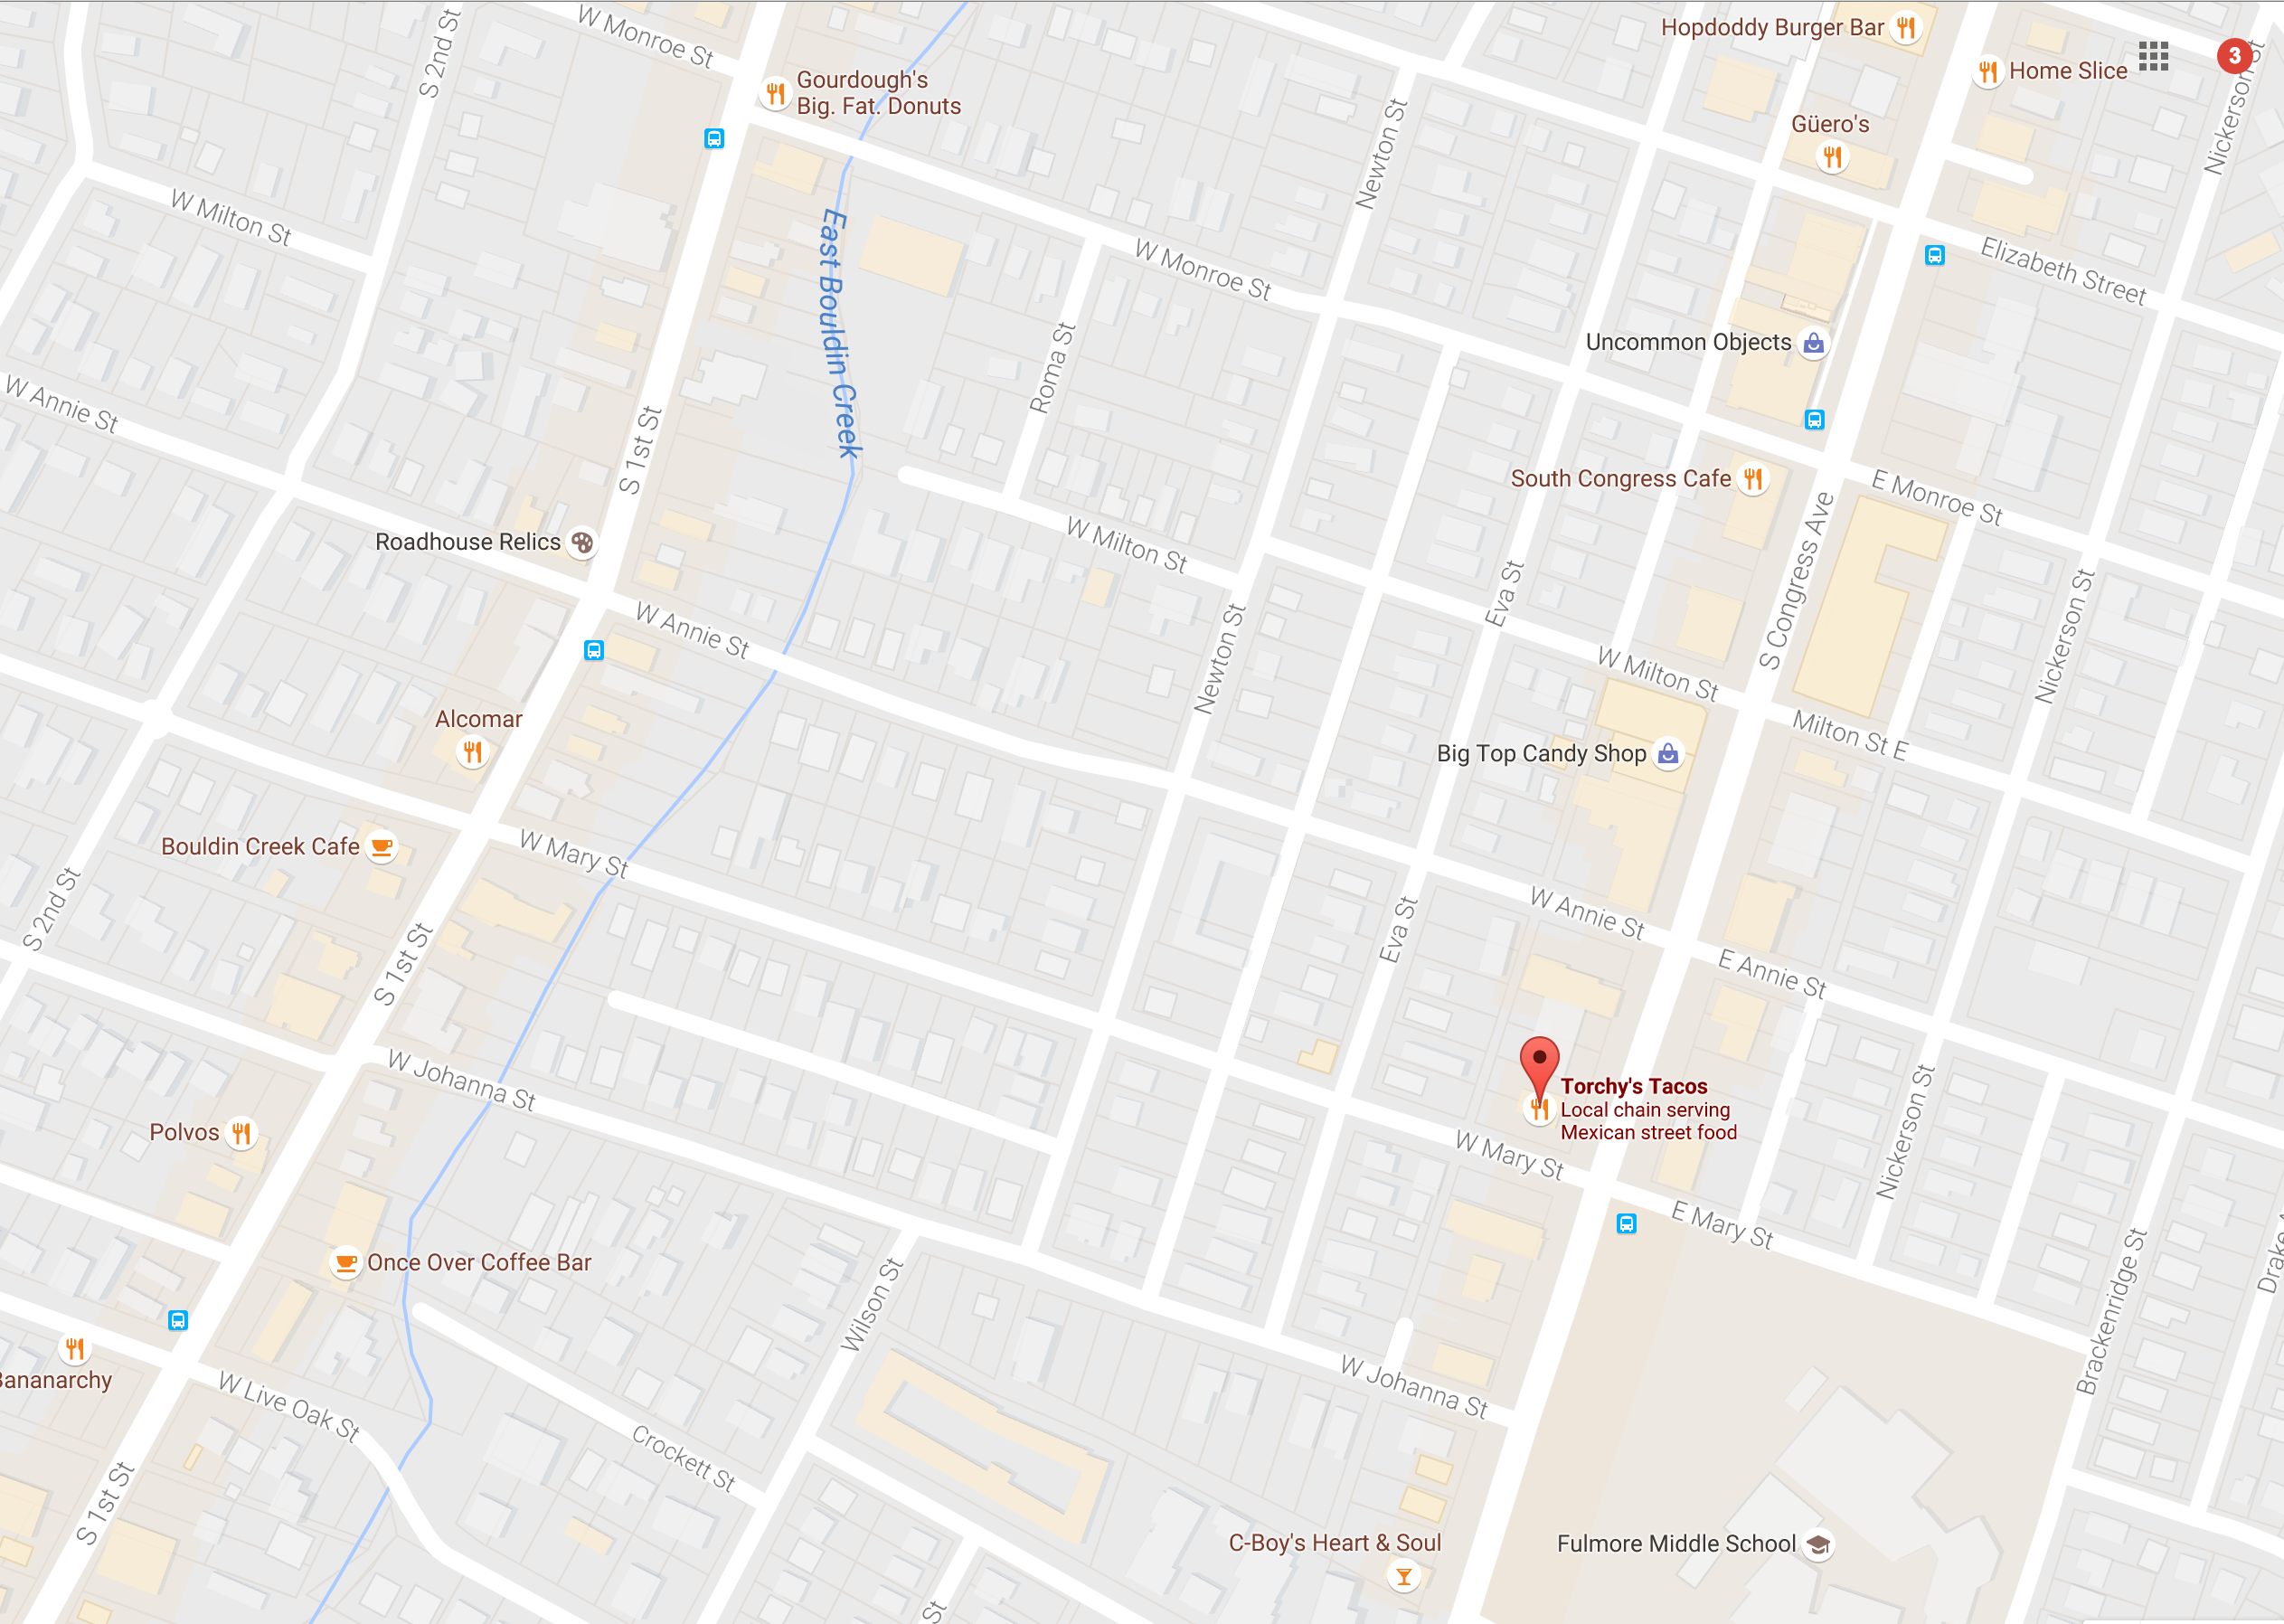 W Monroe St
S 2nd St
Hopdoddy Burger Bar
Home Slice
3
Gourdough's
Big. Fat. Donuts
Güero's
Nickerson St
Newton St
W Milton St
East Bouldin Creek
W Monroe St
Elizabeth Street
Uncommon Objects
Roma St
W Annie St
S 1st St
South Congress Cafe
E Monroe St
Roadhouse Relics
W Milton St
S Congress Ave
Eva St
W Annie St
Nickerson St
Newton St
W Milton St
Alcomar
Milton St E
Big Top Candy Shop
Bouldin Creek Cafe
W Mary St
S 2nd St
W Annie St
Eva St
S 1st St
E Annie St
W Johanna St
Torchy's Tacos
Local chain serving
Mexican street food
Polvos
W Mary St
Nickerson St
E Mary St
Once Over Coffee Bar
Wilson St
Brackenridge St
Drake
Bananarchy
W Live Oak St
W Johanna St
Crockett St
S 1st St
C-Boy's Heart & Soul
Fulmore Middle School
St